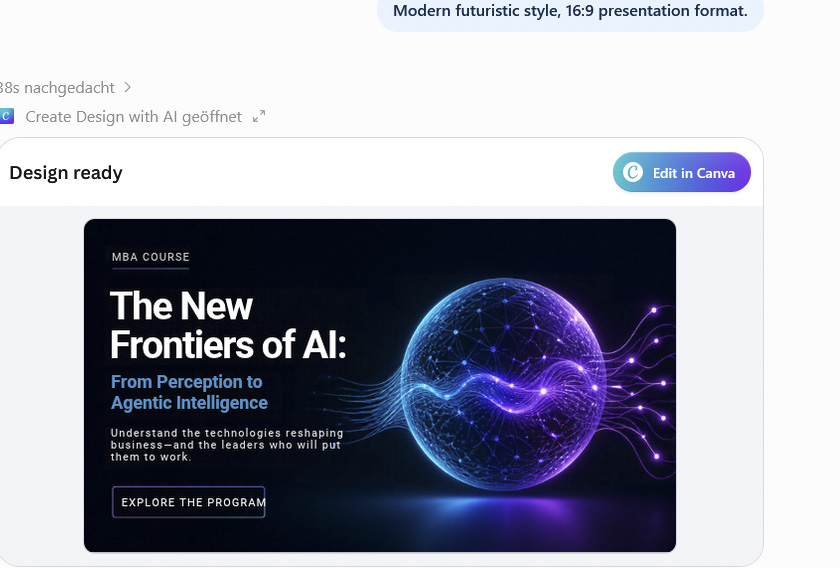 Modern futuristic style, 16:9 presentation format.
38s nachgedacht
Create Design with AI geöffnet
Design ready
Edit in Canva
MBA COURSE
The New
Frontiers of AI:
From Perception to
Agentic Intelligence
Understand the technologies reshaping
business—and the leaders who will put
them to work.
EXPLORE THE PROGRAM